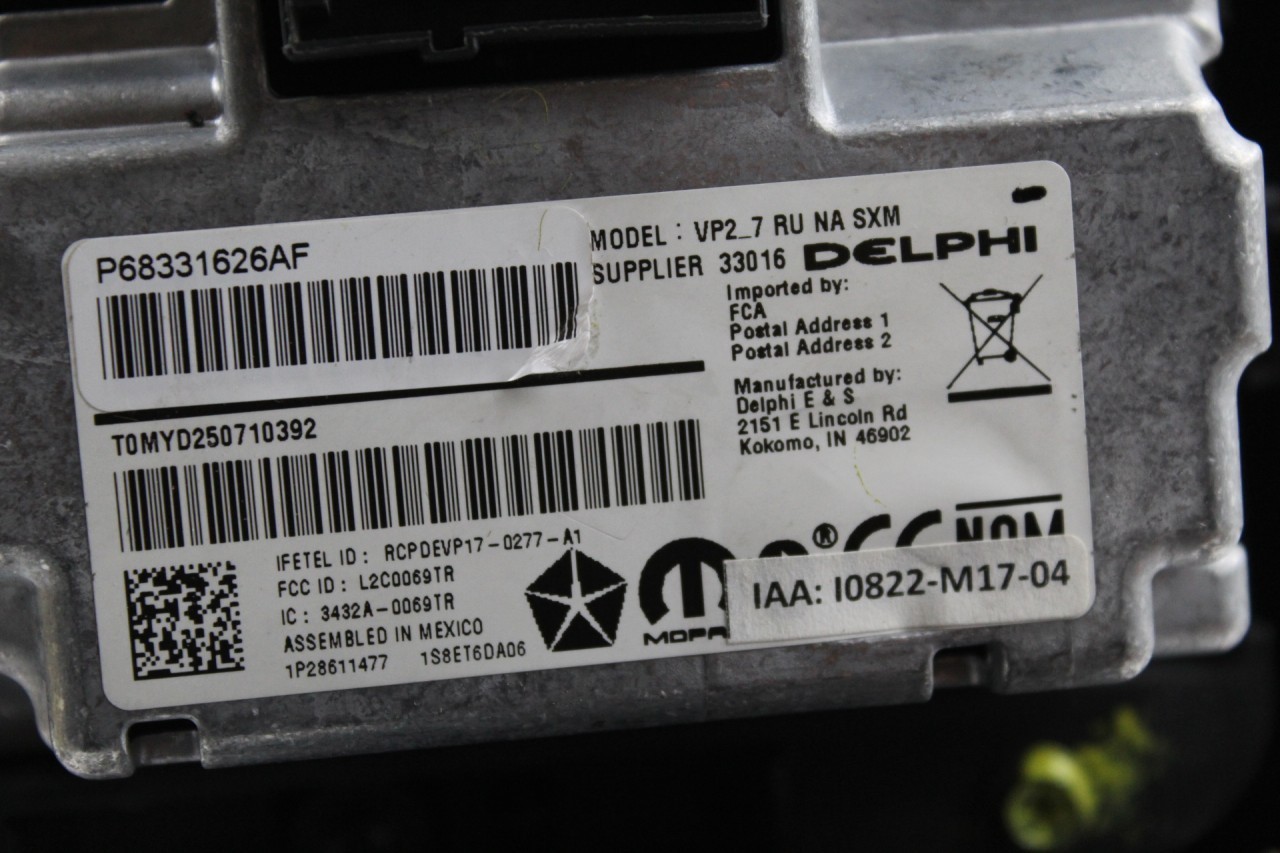 P68331626AF
MODEL : VP2_7 RU NA SXM
SUPPLIER 33016 DELPHI
Imported by:
FCA
Postal Address 1
Postal Address 2
Manufactured by:
Delphi E & S
2151 E Lincoln Rd
Kokomo, IN 46902
T0MYD250710392
IFETEL ID : RCPDEVP17-0277-A1
FCC ID : L2C0069TR
IC : 3432A-0069TR
ASSEMBLED IN MEXICO
1P28611477 1S8ET6DA06
®
NOM
IAA: I0822-M17-04